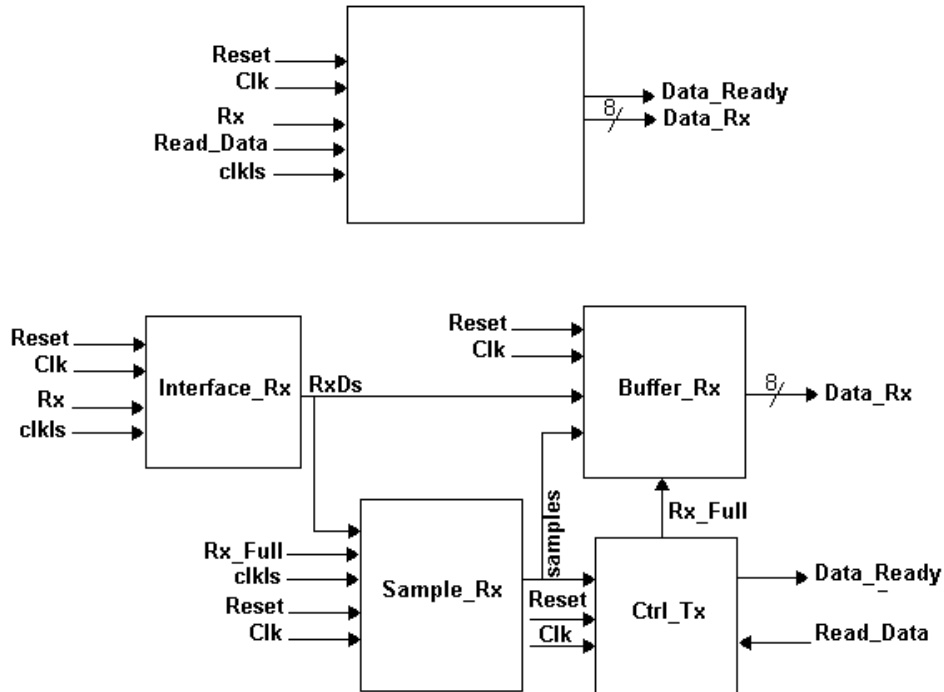 Reset
Clk
Rx
Read_Data
clkls
Data_Ready
8
Data_Rx
Reset
Clk
Rx
clkls
Interface_Rx
RxDs
Reset
Clk
Buffer_Rx
8
Data_Rx
Rx_Full
clkls
Reset
Clk
Sample_Rx
samples
Rx_Full
Reset
Clk
Ctrl_Tx
Data_Ready
Read_Data